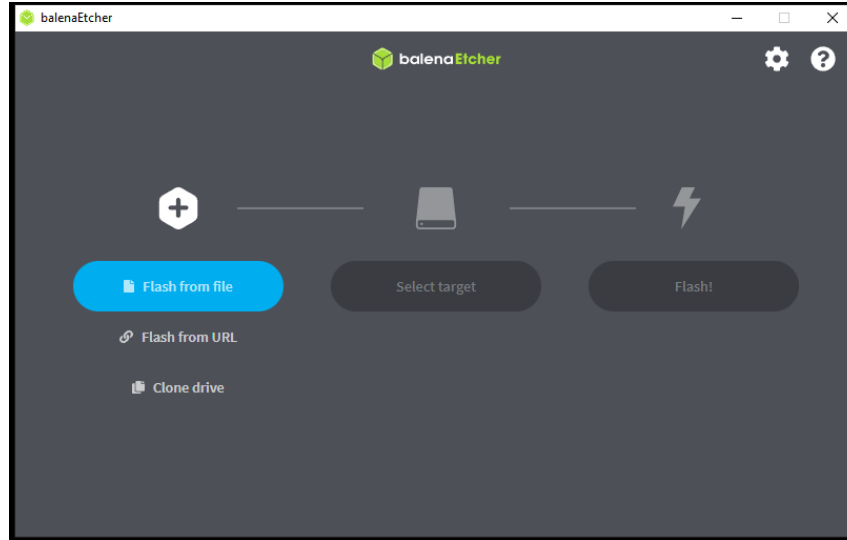 balenaEtcher
balenaEtcher
Flash from file
Select target
Flash!
Flash from URL
Clone drive